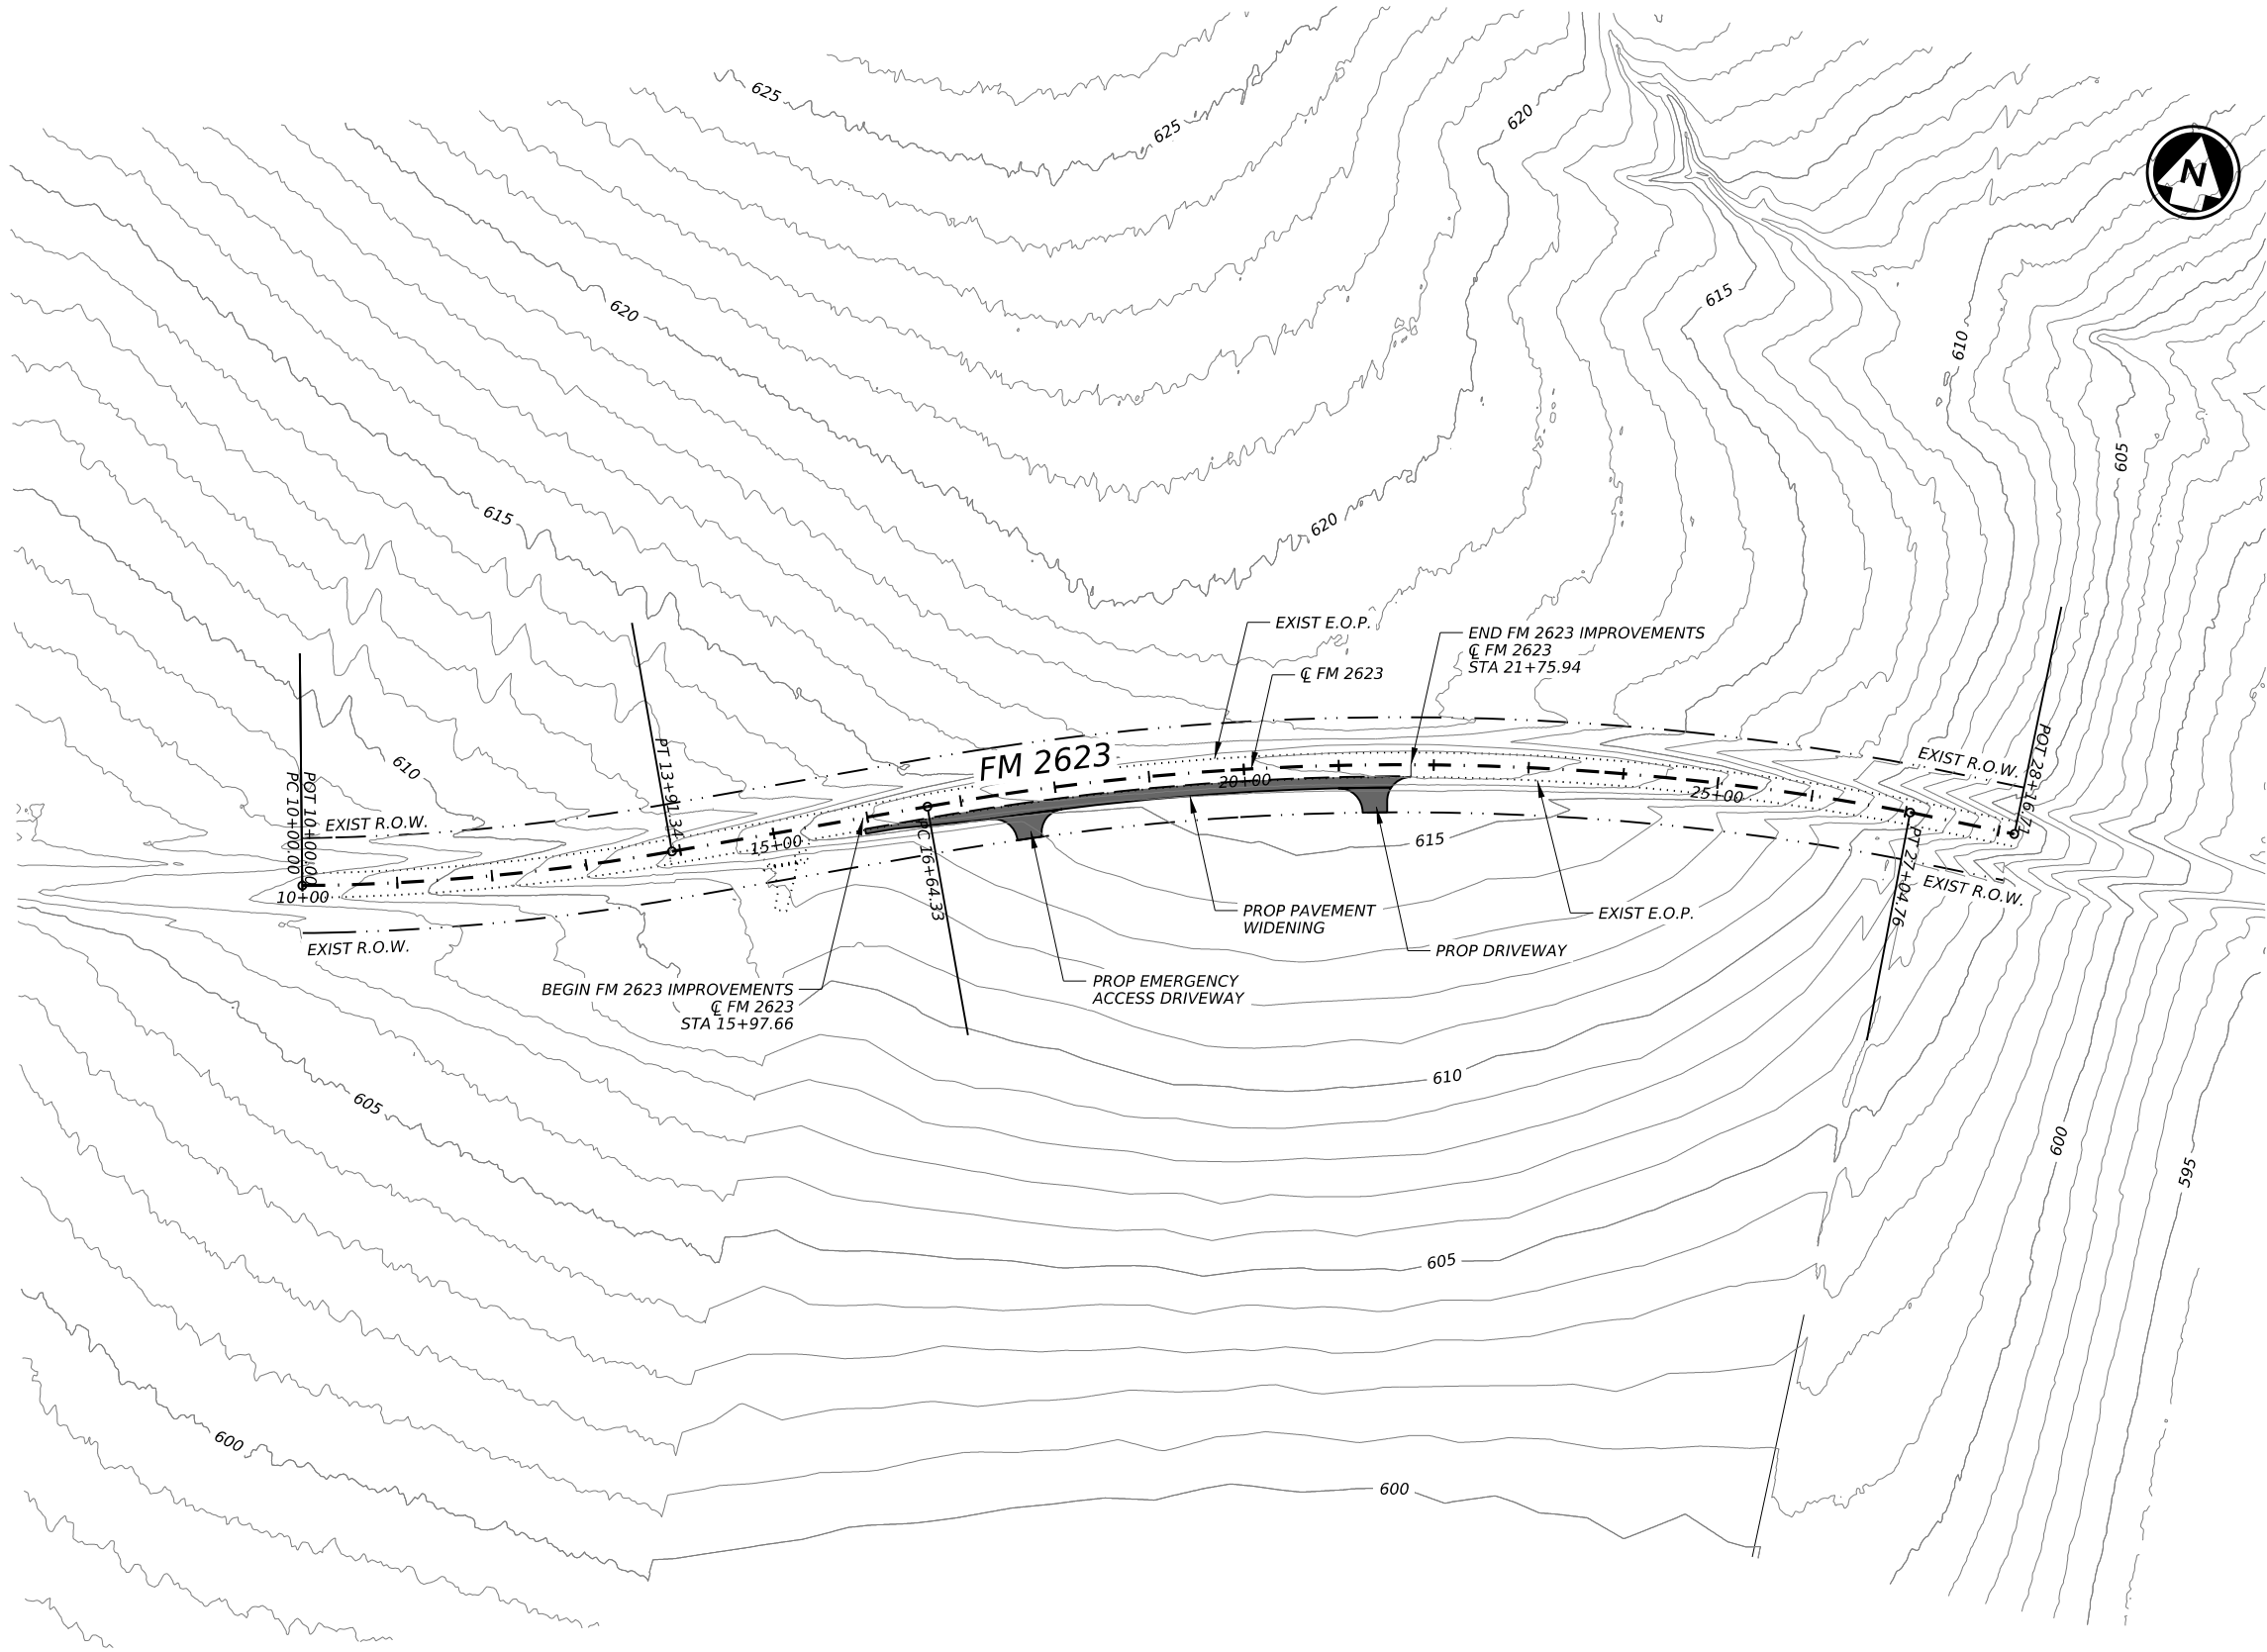 625
625
620
N
615
620
610
605
615
620
EXIST E.O.P.
END FM 2623 IMPROVEMENTS
℄ FM 2623
STA 21+75.94
℄ FM 2623
610
FM 2623
EXIST R.O.W.
POT 28+16.71
PT 13+91.34
PC 10+00.00
POT 10+00.00
EXIST R.O.W.
20+00
25+00
15+00
615
10+00
PC 16+64.33
PT 27+04.76
EXIST R.O.W.
EXIST R.O.W.
PROP PAVEMENT
WIDENING
EXIST E.O.P.
PROP DRIVEWAY
PROP EMERGENCY
ACCESS DRIVEWAY
BEGIN FM 2623 IMPROVEMENTS
℄ FM 2623
STA 15+97.66
610
605
600
595
605
600
600